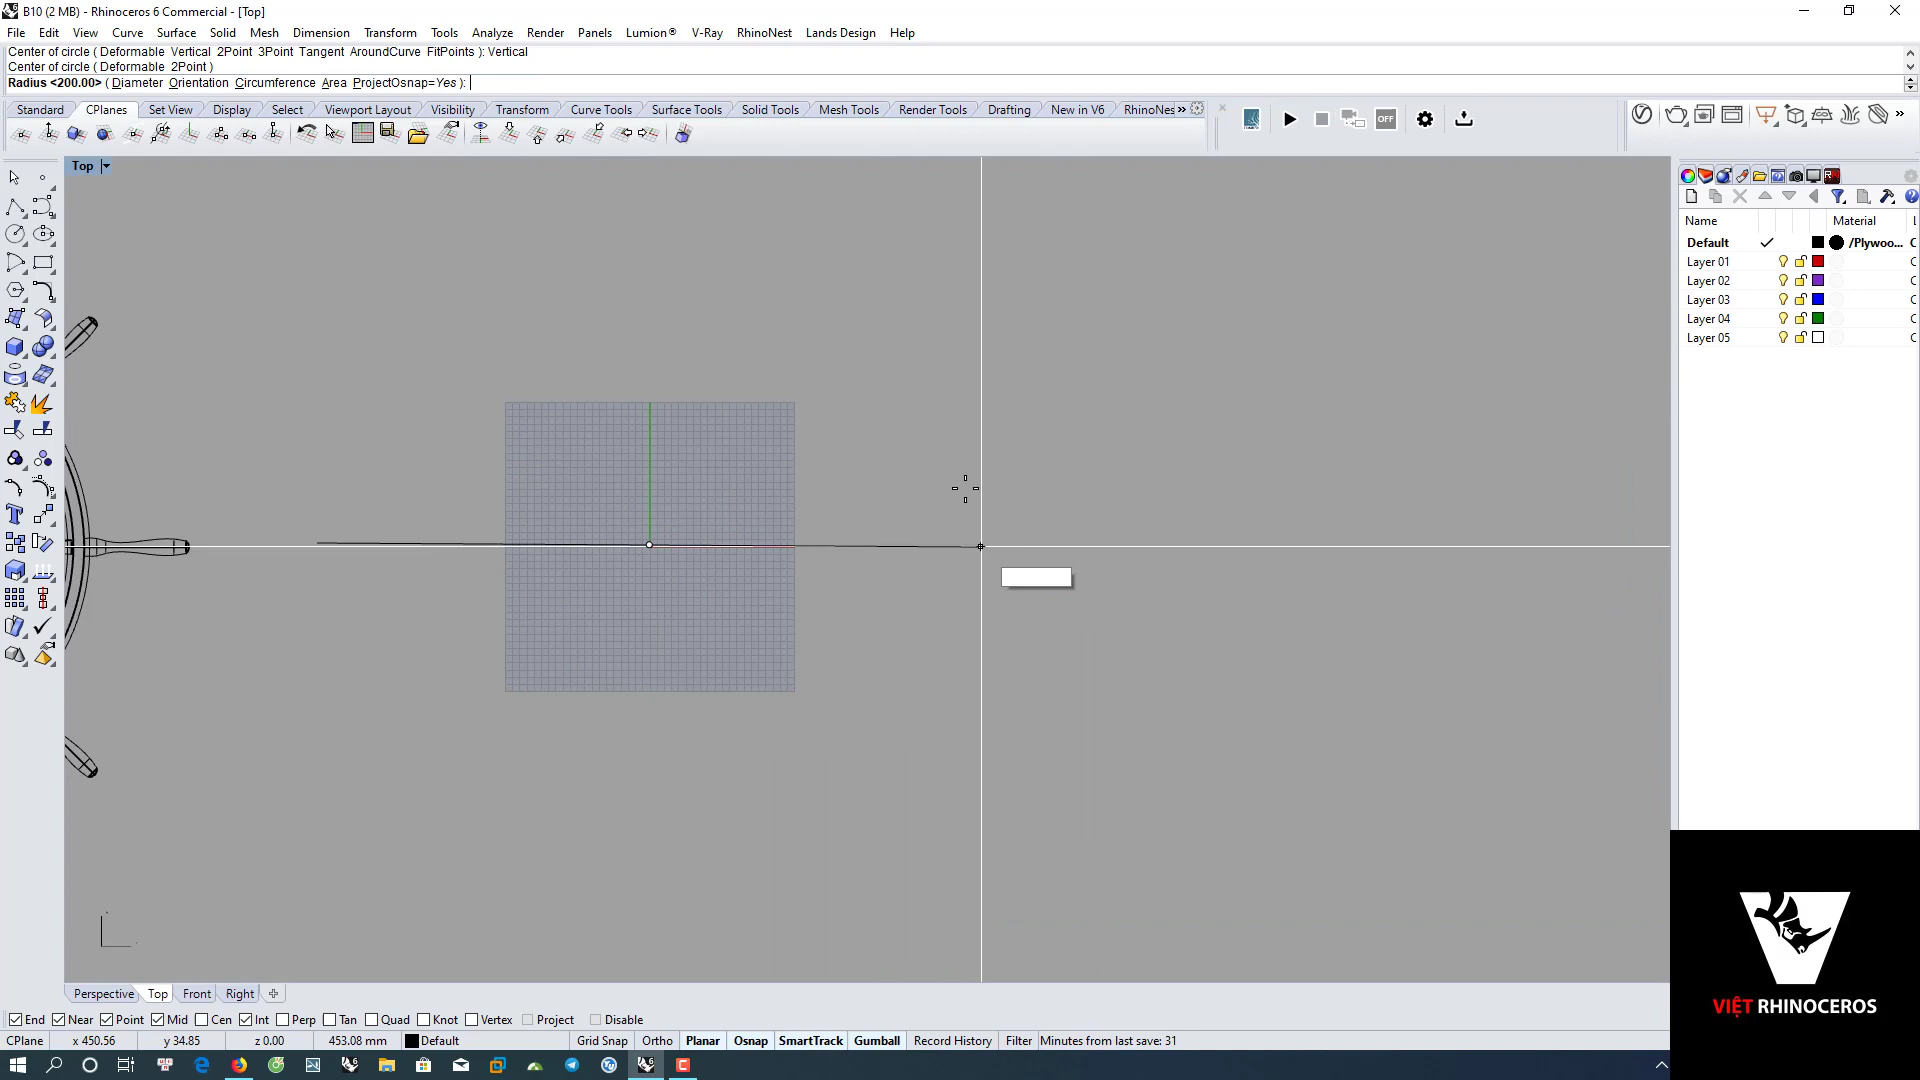 B10 (2 MB) - Rhinoceros 6 Commercial - [Top]
File Edit View Curve Surface Solid Mesh Dimension Transform Tools Analyze Render Panels Lumion® V-Ray RhinoNest Lands Design Help
Center of circle ( Deformable Vertical 2Point 3Point Tangent AroundCurve FitPoints ): Vertical
Center of circle ( Deformable 2Point )
Radius <200.00> ( Diameter Orientation Circumference Area ProjectOsnap=Yes ):
Standard CPlanes Set View Display Select Viewport Layout Visibility Transform Curve Tools Surface Tools Solid Tools Mesh Tools Render Tools Drafting New in V6 RhinoNes
OFF
Top
Name Material L
Default /Plywoo... C
Layer 01 C
Layer 02 C
Layer 03 C
Layer 04 C
Layer 05 C
Perspective Top Front Right
End Near Point Mid Cen Int Perp Tan Quad Knot Vertex Project Disable
CPlane x 450.56 y 34.85 z 0.00 453.08 mm Default Grid Snap Ortho Planar Osnap SmartTrack Gumball Record History Filter Minutes from last save: 31
VIỆT RHINOCEROS